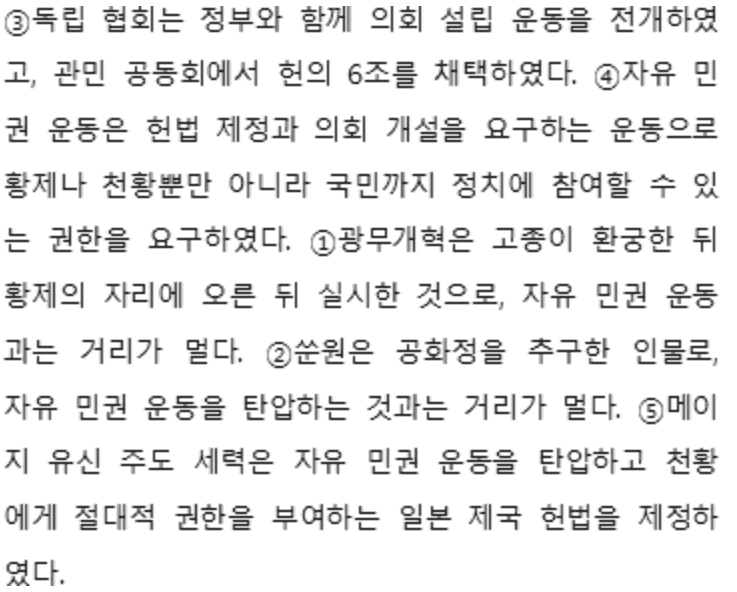 ③독립 협회는 정부와 함께 의회 설립 운동을 전개하였
고, 관민 공동회에서 헌의 6조를 채택하였다. ④자유 민
권 운동은 헌법 제정과 의회 개설을 요구하는 운동으로
황제나 천황뿐만 아니라 국민까지 정치에 참여할 수 있
는 권한을 요구하였다. ①광무개혁은 고종이 환궁한 뒤
황제의 자리에 오른 뒤 실시한 것으로, 자유 민권 운동
과는 거리가 멀다. ②쑨원은 공화정을 추구한 인물로,
자유 민권 운동을 탄압하는 것과는 거리가 멀다. ⑤메이
지 유신 주도 세력은 자유 민권 운동을 탄압하고 천황
에게 절대적 권한을 부여하는 일본 제국 헌법을 제정하
였다.